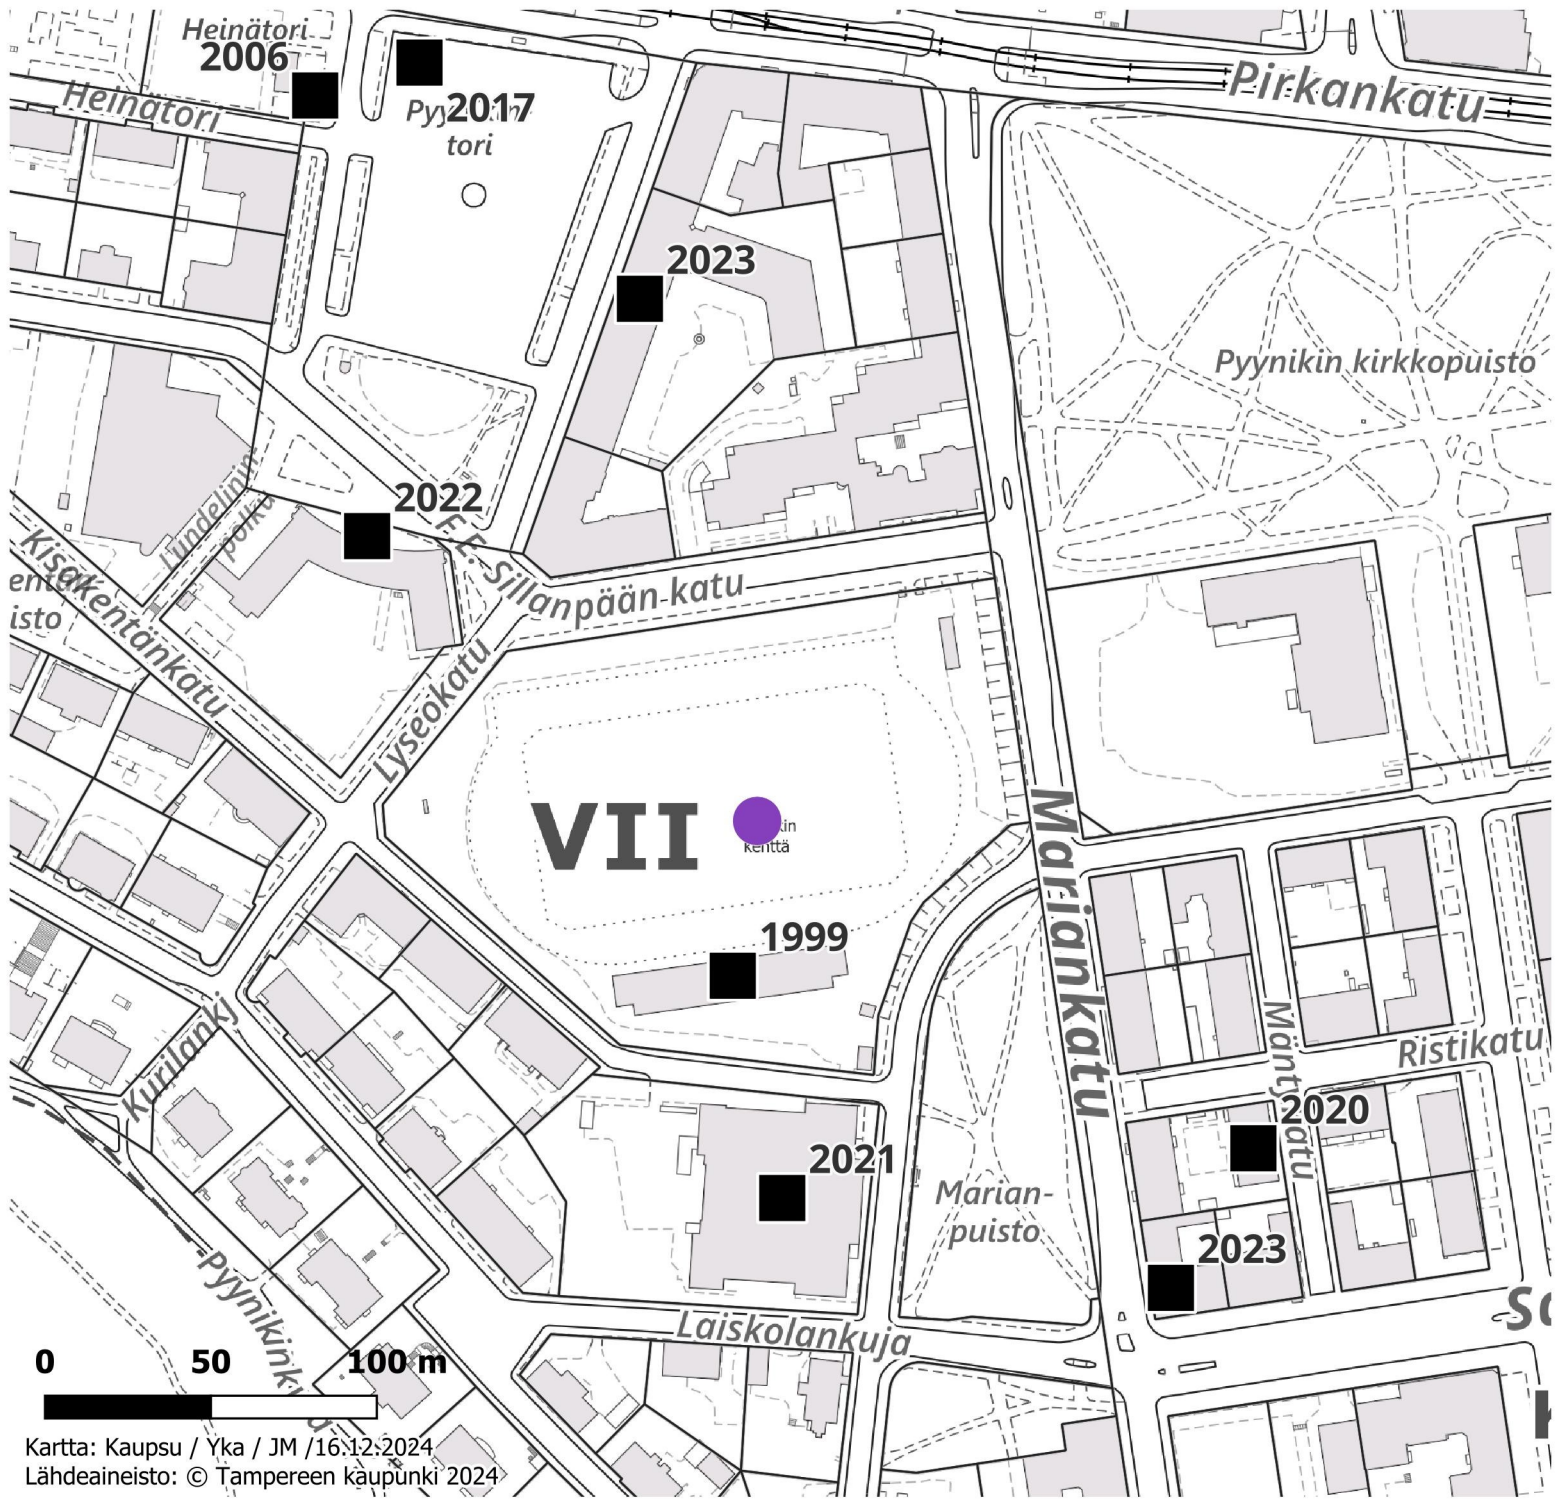 Heinätori
2006
Heinätori
2017
tori
Pirkankatu
2023
Pyynikin kirkkopuisto
2022
Lundelinin
polku
Kisakentänkatu
isto
F. E. Sillanpään katu
Lyseokatu
VII
kenttä
Mariankatu
1999
Kurilankj
Mäntykatu
Ristikatu
2020
2021
Marian-
puisto
2023
Laiskolankuja
0 50 100 m
Kartta: Kaupsu / Yka / JM /16.12.2024
Lähdeaineisto: © Tampereen kaupunki 2024